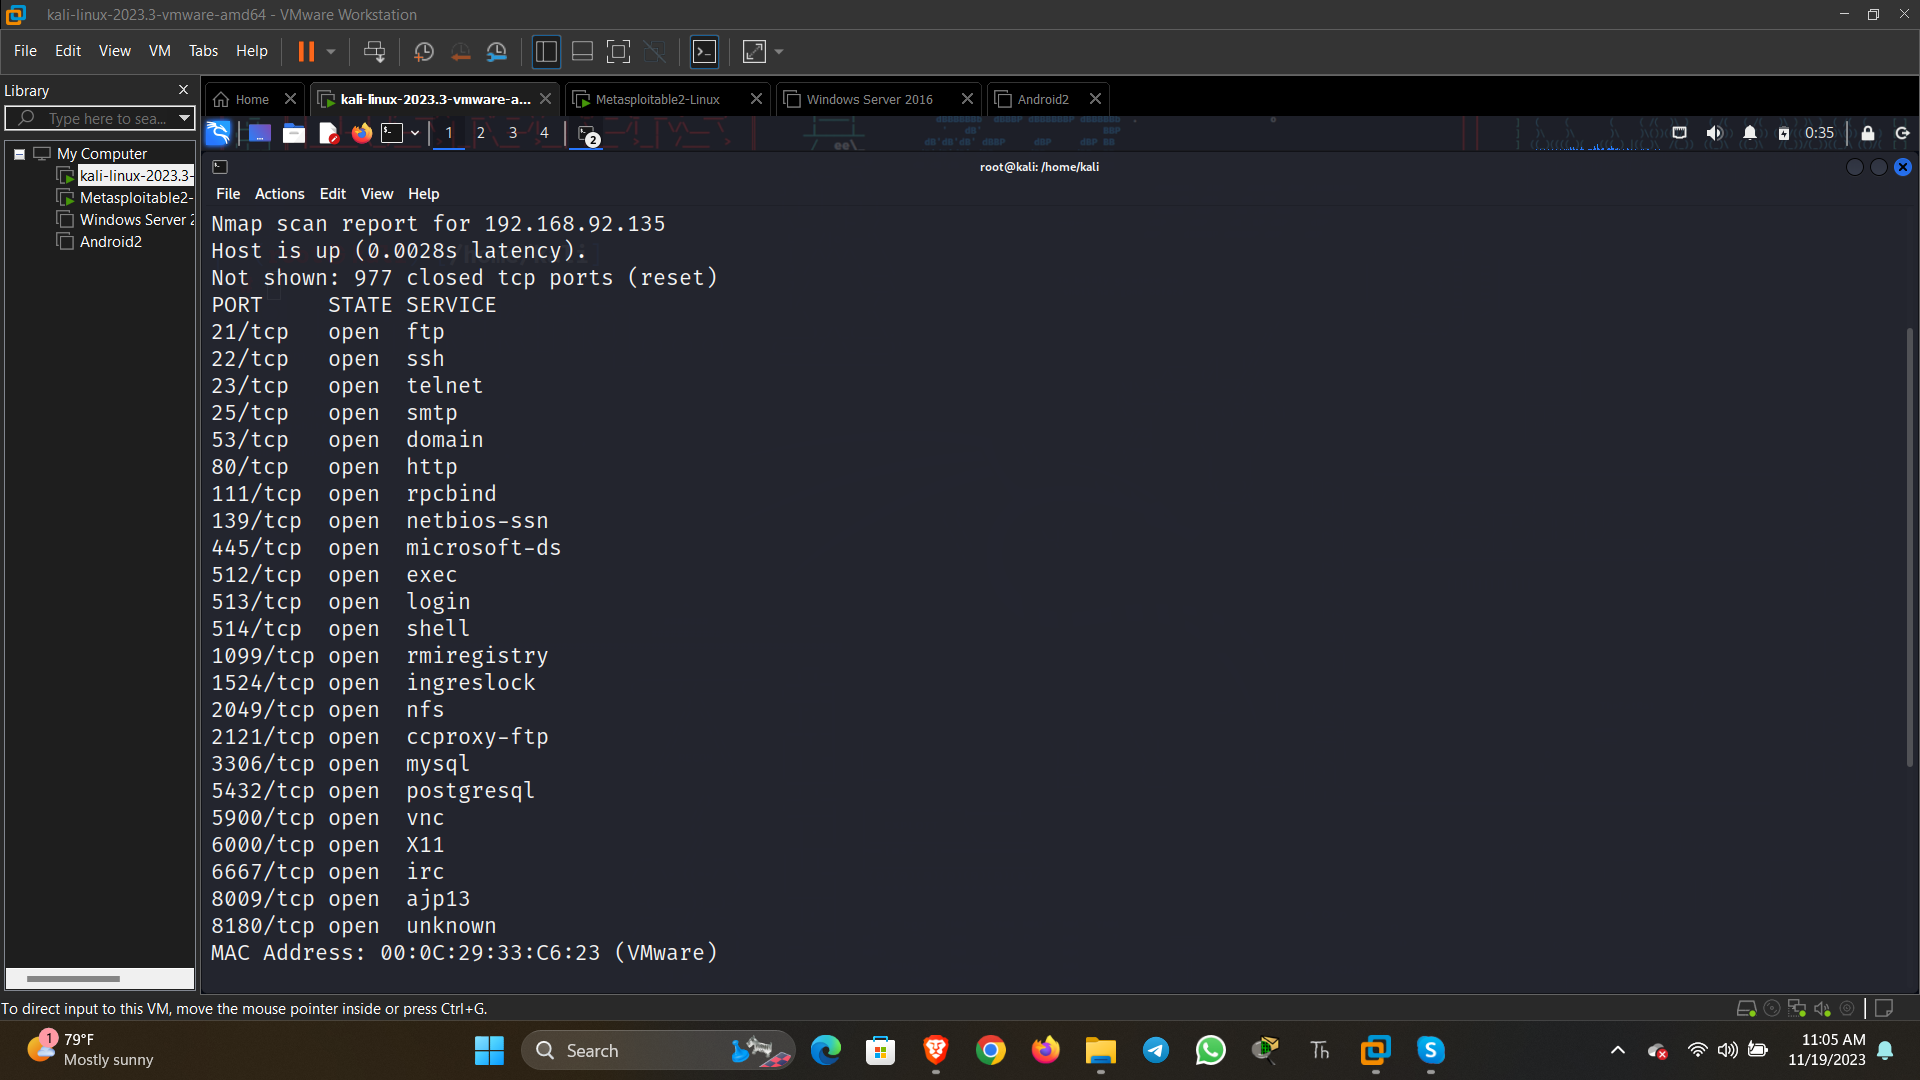 kali-linux-2023.3-vmware-amd64 - VMware Workstation
File Edit View VM Tabs Help
Library
Type here to sea...
My Computer
kali-linux-2023.3-
Metasploitable2-
Windows Server 2
Android2
Home
kali-linux-2023.3-vmware-a...
Metasploitable2-Linux
Windows Server 2016
Android2
1 2 3 4
2
0:35
root@kali: /home/kali
File Actions Edit View Help
Nmap scan report for 192.168.92.135
Host is up (0.0028s latency).
Not shown: 977 closed tcp ports (reset)
PORT STATE SERVICE
21/tcp open ftp
22/tcp open ssh
23/tcp open telnet
25/tcp open smtp
53/tcp open domain
80/tcp open http
111/tcp open rpcbind
139/tcp open netbios-ssn
445/tcp open microsoft-ds
512/tcp open exec
513/tcp open login
514/tcp open shell
1099/tcp open rmiregistry
1524/tcp open ingreslock
2049/tcp open nfs
2121/tcp open ccproxy-ftp
3306/tcp open mysql
5432/tcp open postgresql
5900/tcp open vnc
6000/tcp open X11
6667/tcp open irc
8009/tcp open ajp13
8180/tcp open unknown
MAC Address: 00:0C:29:33:C6:23 (VMware)
To direct input to this VM, move the mouse pointer inside or press Ctrl+G.
1
79°F
Mostly sunny
Search
Th
S
11:05 AM
11/19/2023